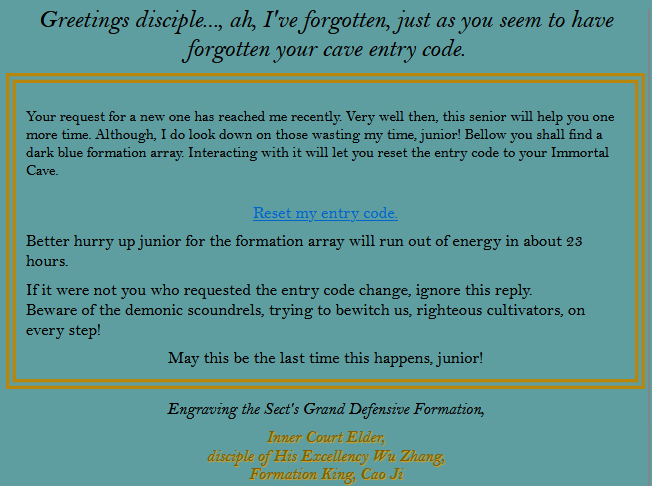 Greetings disciple..., ah, I've forgotten, just as you seem to have
forgotten your cave entry code.
Your request for a new one has reached me recently. Very well then, this senior will help you one
more time. Although, I do look down on those wasting my time, junior! Bellow you shall find a
dark blue formation array. Interacting with it will let you reset the entry code to your Immortal
Cave.
Reset my entry code.
Better hurry up junior for the formation array will run out of energy in about 23
hours.
If it were not you who requested the entry code change, ignore this reply.
Beware of the demonic scoundrels, trying to bewitch us, righteous cultivators, on
every step!
May this be the last time this happens, junior!
Engraving the Sect's Grand Defensive Formation,
Inner Court Elder,
disciple of His Excellency Wu Zhang,
Formation King, Cao Ji